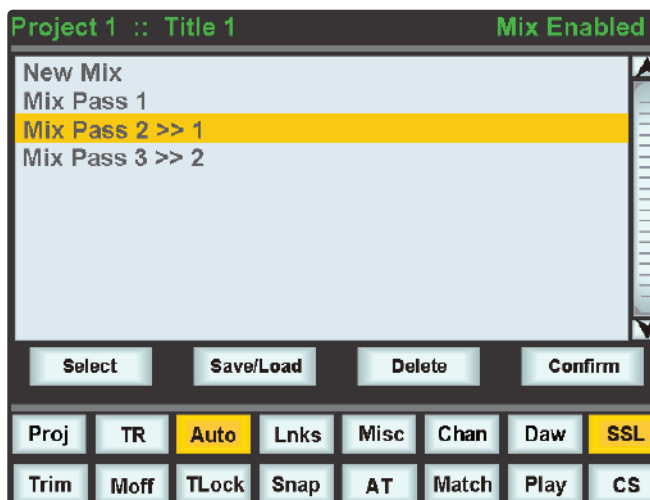 Project 1 :: Title 1 Mix Enabled
New Mix
Mix Pass 1
Mix Pass 2 >> 1
Mix Pass 3 >> 2
Select Save/Load Delete Confirm
Proj TR Auto Lnks Misc Chan Daw SSL
Trim Moff TLock Snap AT Match Play CS